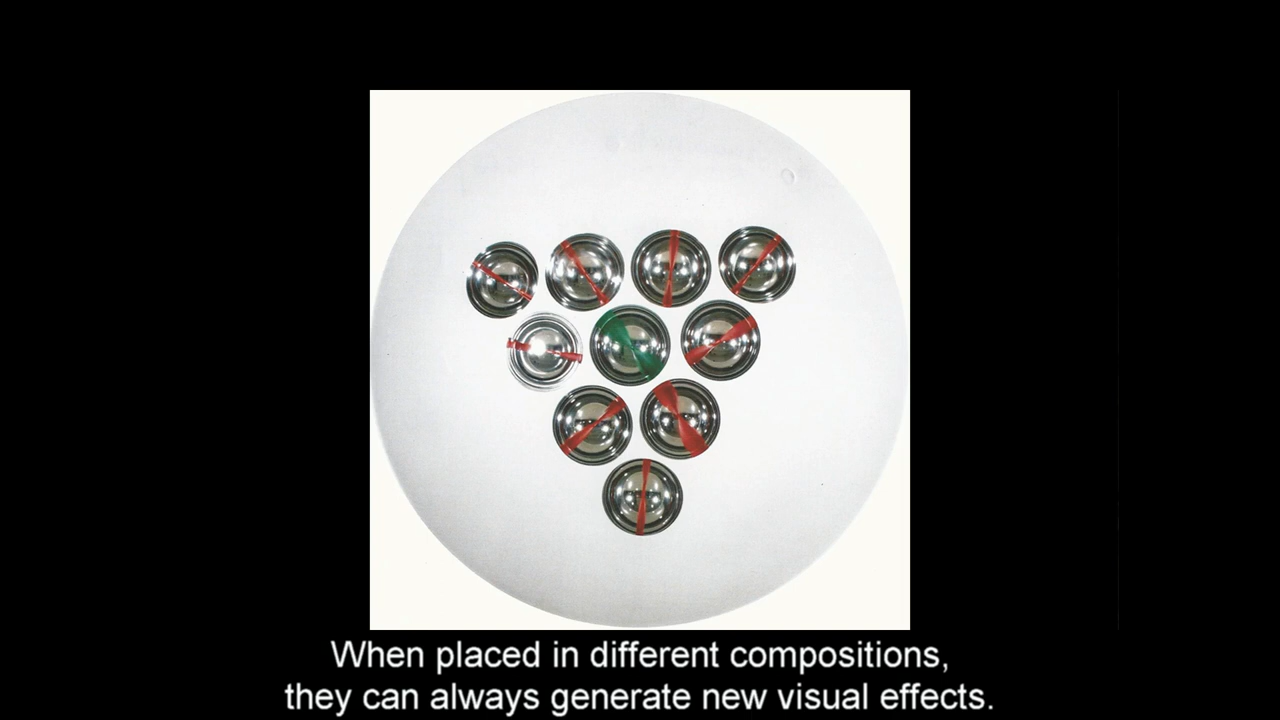 When placed in different compositions,
they can always generate new visual effects.